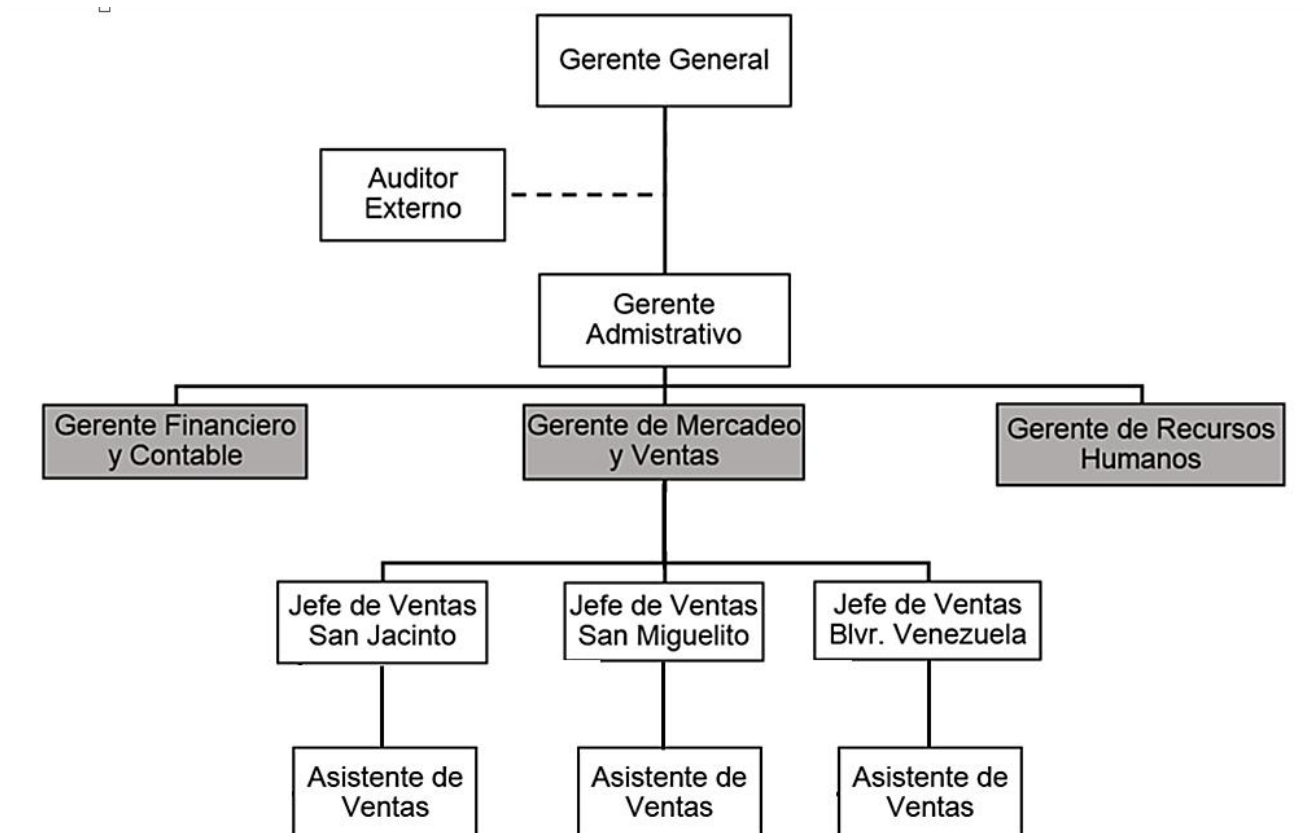 Gerente General
Auditor
Externo
Gerente
Admistrativo
Gerente Financiero
y Contable
Gerente de Mercadeo
y Ventas
Gerente de Recursos
Humanos
Jefe de Ventas
San Jacinto
Jefe de Ventas
San Miguelito
Jefe de Ventas
Blvr. Venezuela
Asistente de
Ventas
Asistente de
Ventas
Asistente de
Ventas